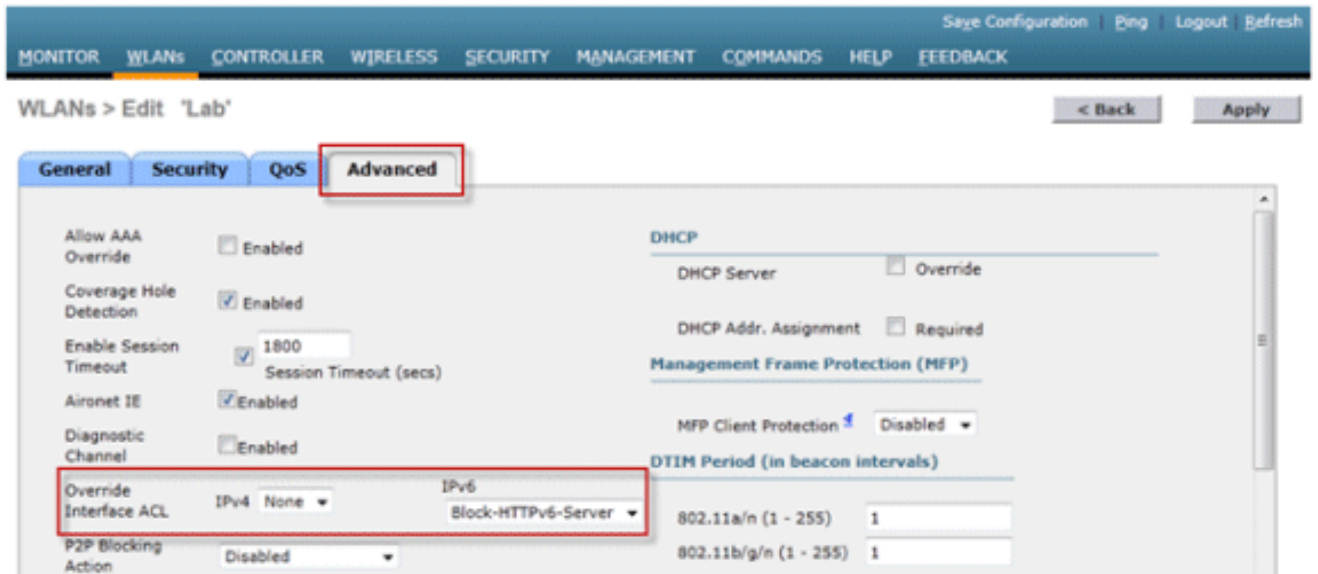 Save Configuration | Ping | Logout | Refresh
MONITOR WLANs CONTROLLER WIRELESS SECURITY MANAGEMENT COMMANDS HELP FEEDBACK
WLANs > Edit 'Lab'
< Back
Apply
General
Security
QoS
Advanced
Allow AAA
Override
Enabled
Coverage Hole
Detection
Enabled
Enable Session
Timeout
1800
Session Timeout (secs)
Aironet IE
Enabled
Diagnostic
Channel
Enabled
Override
Interface ACL
IPv4 None
IPv6
Block-HTTPv6-Server
P2P Blocking
Action
Disabled
DHCP
DHCP Server
Override
DHCP Addr. Assignment
Required
Management Frame Protection (MFP)
MFP Client Protection 4
Disabled
DTIM Period (in beacon intervals)
802.11a/n (1 - 255) 1
802.11b/g/n (1 - 255) 1